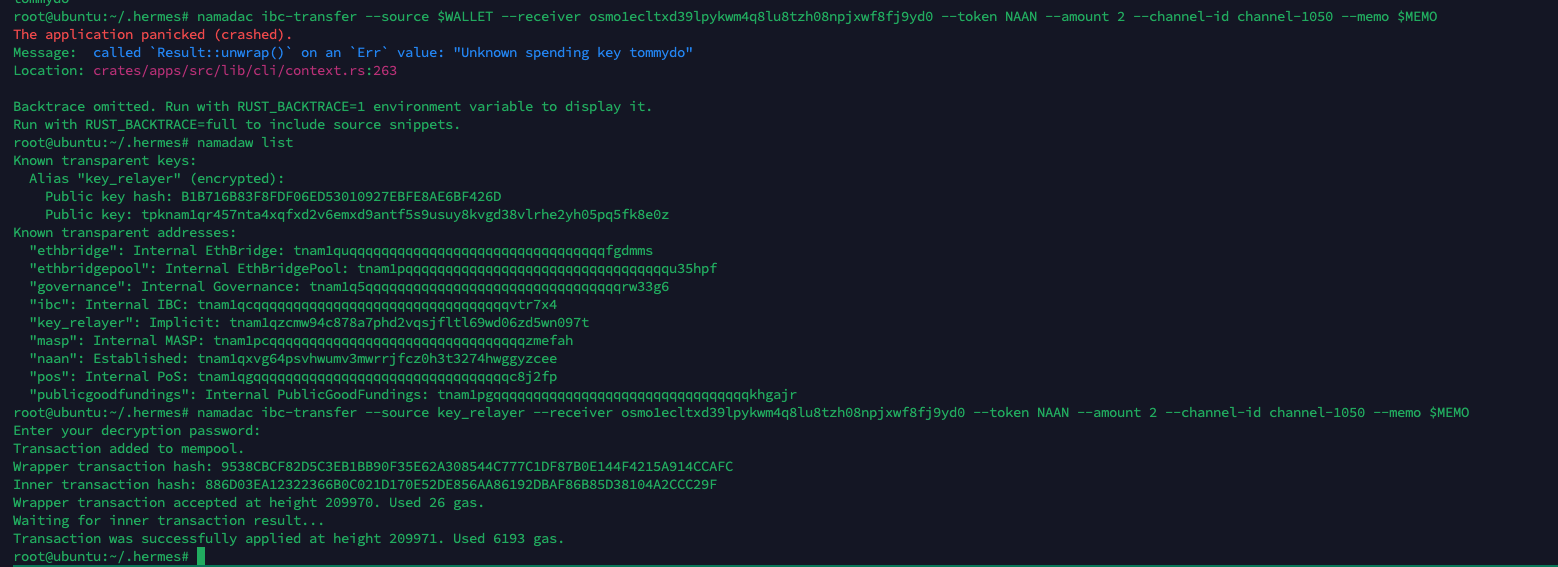 tommydo
root@ubuntu:~/.hermes# namadac ibc-transfer --source $WALLET --receiver osmo1ecltxd39lpykwm4q8lu8tzh08npjxwf8fj9yd0 --token NAAN --amount 2 --channel-id channel-1050 --memo $MEMO
The application panicked (crashed).
Message:  called `Result::unwrap()` on an `Err` value: "Unknown spending key tommydo"
Location: crates/apps/src/lib/cli/context.rs:263
Backtrace omitted. Run with RUST_BACKTRACE=1 environment variable to display it.
Run with RUST_BACKTRACE=full to include source snippets.
root@ubuntu:~/.hermes# namadaw list
Known transparent keys:
  Alias "key_relayer" (encrypted):
    Public key hash: B1B716B83F8FDF06ED53010927EBFE8AE6BF426D
    Public key: tpknam1qr457nta4xqfxd2v6emxd9antf5s9usuy8kvgd38vlrhe2yh05pq5fk8e0z
Known transparent addresses:
  "ethbridge": Internal EthBridge: tnam1quqqqqqqqqqqqqqqqqqqqqqqqqqqqqqqqqfgdmms
  "ethbridgepool": Internal EthBridgePool: tnam1pqqqqqqqqqqqqqqqqqqqqqqqqqqqqqqqqqu35hpf
  "governance": Internal Governance: tnam1q5qqqqqqqqqqqqqqqqqqqqqqqqqqqqqqqqrw33g6
  "ibc": Internal IBC: tnam1qcqqqqqqqqqqqqqqqqqqqqqqqqqqqqqqqqvtr7x4
  "key_relayer": Implicit: tnam1qzcmw94c878a7phd2vqsjfltl69wd06zd5wn097t
  "masp": Internal MASP: tnam1pcqqqqqqqqqqqqqqqqqqqqqqqqqqqqqqqqzmefah
  "naan": Established: tnam1qxvg64psvhwumv3mwrrjfcz0h3t3274hwggyzcee
  "pos": Internal PoS: tnam1qgqqqqqqqqqqqqqqqqqqqqqqqqqqqqqqqqc8j2fp
  "publicgoodfundings": Internal PublicGoodFundings: tnam1pgqqqqqqqqqqqqqqqqqqqqqqqqqqqqqqqqkhgajr
root@ubuntu:~/.hermes# namadac ibc-transfer --source key_relayer --receiver osmo1ecltxd39lpykwm4q8lu8tzh08npjxwf8fj9yd0 --token NAAN --amount 2 --channel-id channel-1050 --memo $MEMO
Enter your decryption password:
Transaction added to mempool.
Wrapper transaction hash: 9538CBCF82D5C3EB1BB90F35E62A308544C777C1DF87B0E144F4215A914CCAFC
Inner transaction hash: 886D03EA12322366B0C021D170E52DE856AA86192DBAF86B85D38104A2CCC29F
Wrapper transaction accepted at height 209970. Used 26 gas.
Waiting for inner transaction result...
Transaction was successfully applied at height 209971. Used 6193 gas.
root@ubuntu:~/.hermes#